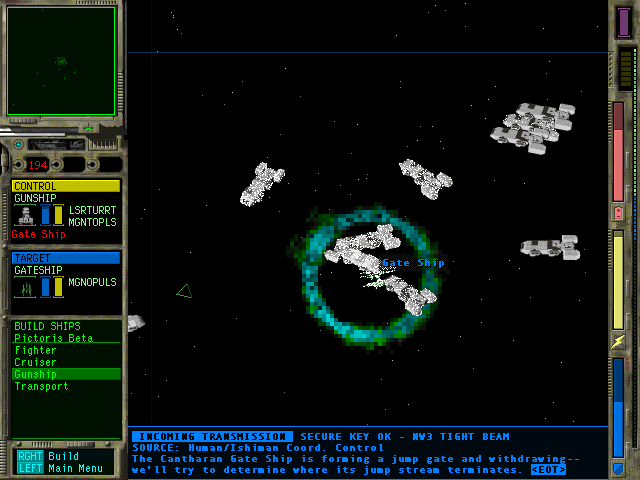 194
CONTROL
GUNSHIP
LSRTURRT
MGNTOPLS
Gate Ship
TARGET
GATESHIP
MGNOPULS
BUILD SHIPS
Pictoris Beta
Fighter
Cruiser
Gunship
Transport
RGHT Build
LEFT Main Menu
Gate Ship
INCOMING TRANSMISSION SECURE KEY OK - NW3 TIGHT BEAM
SOURCE: Human/Ishiman Coord. Control
The Cantharan Gate Ship is forming a jump gate and withdrawing--
we'll try to determine where its jump stream terminates. <EOT>